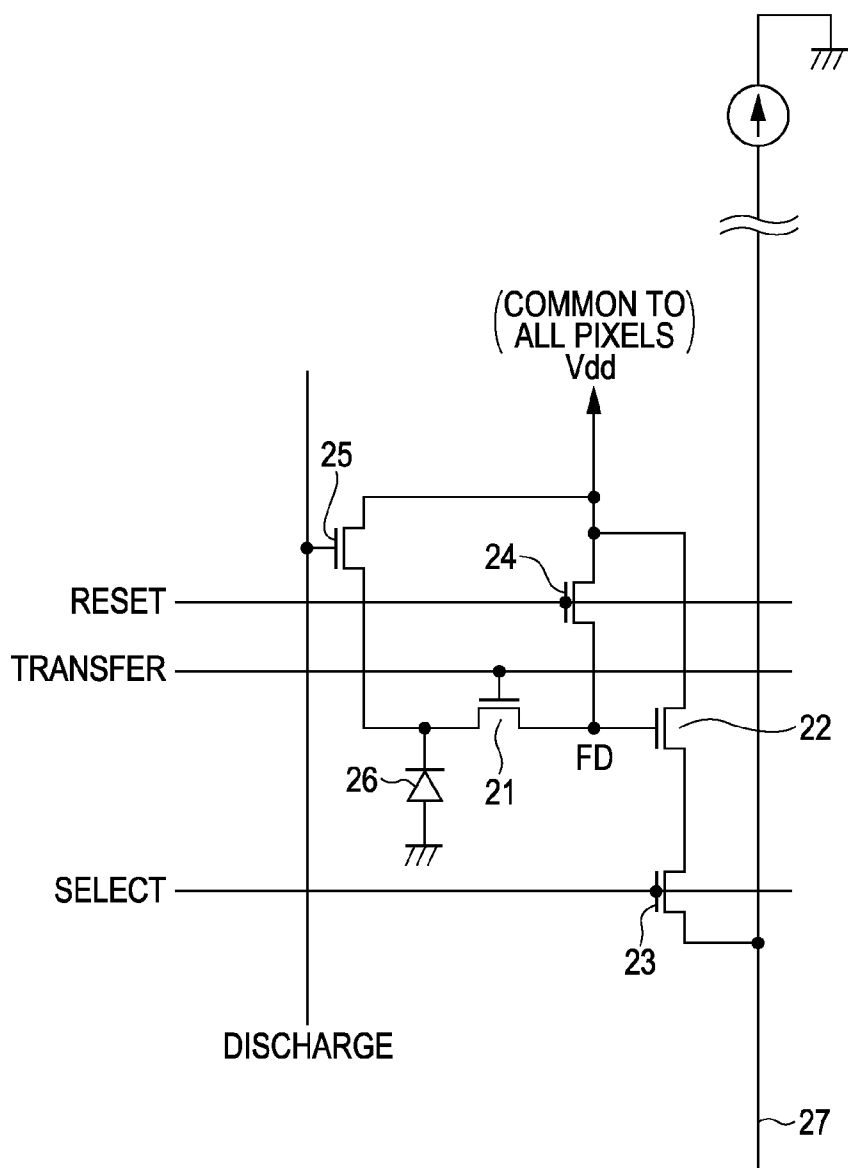 (COMMON TO
ALL PIXELS)
Vdd
25
24
RESET
TRANSFER
22
FD
21
26
SELECT
23
DISCHARGE
27